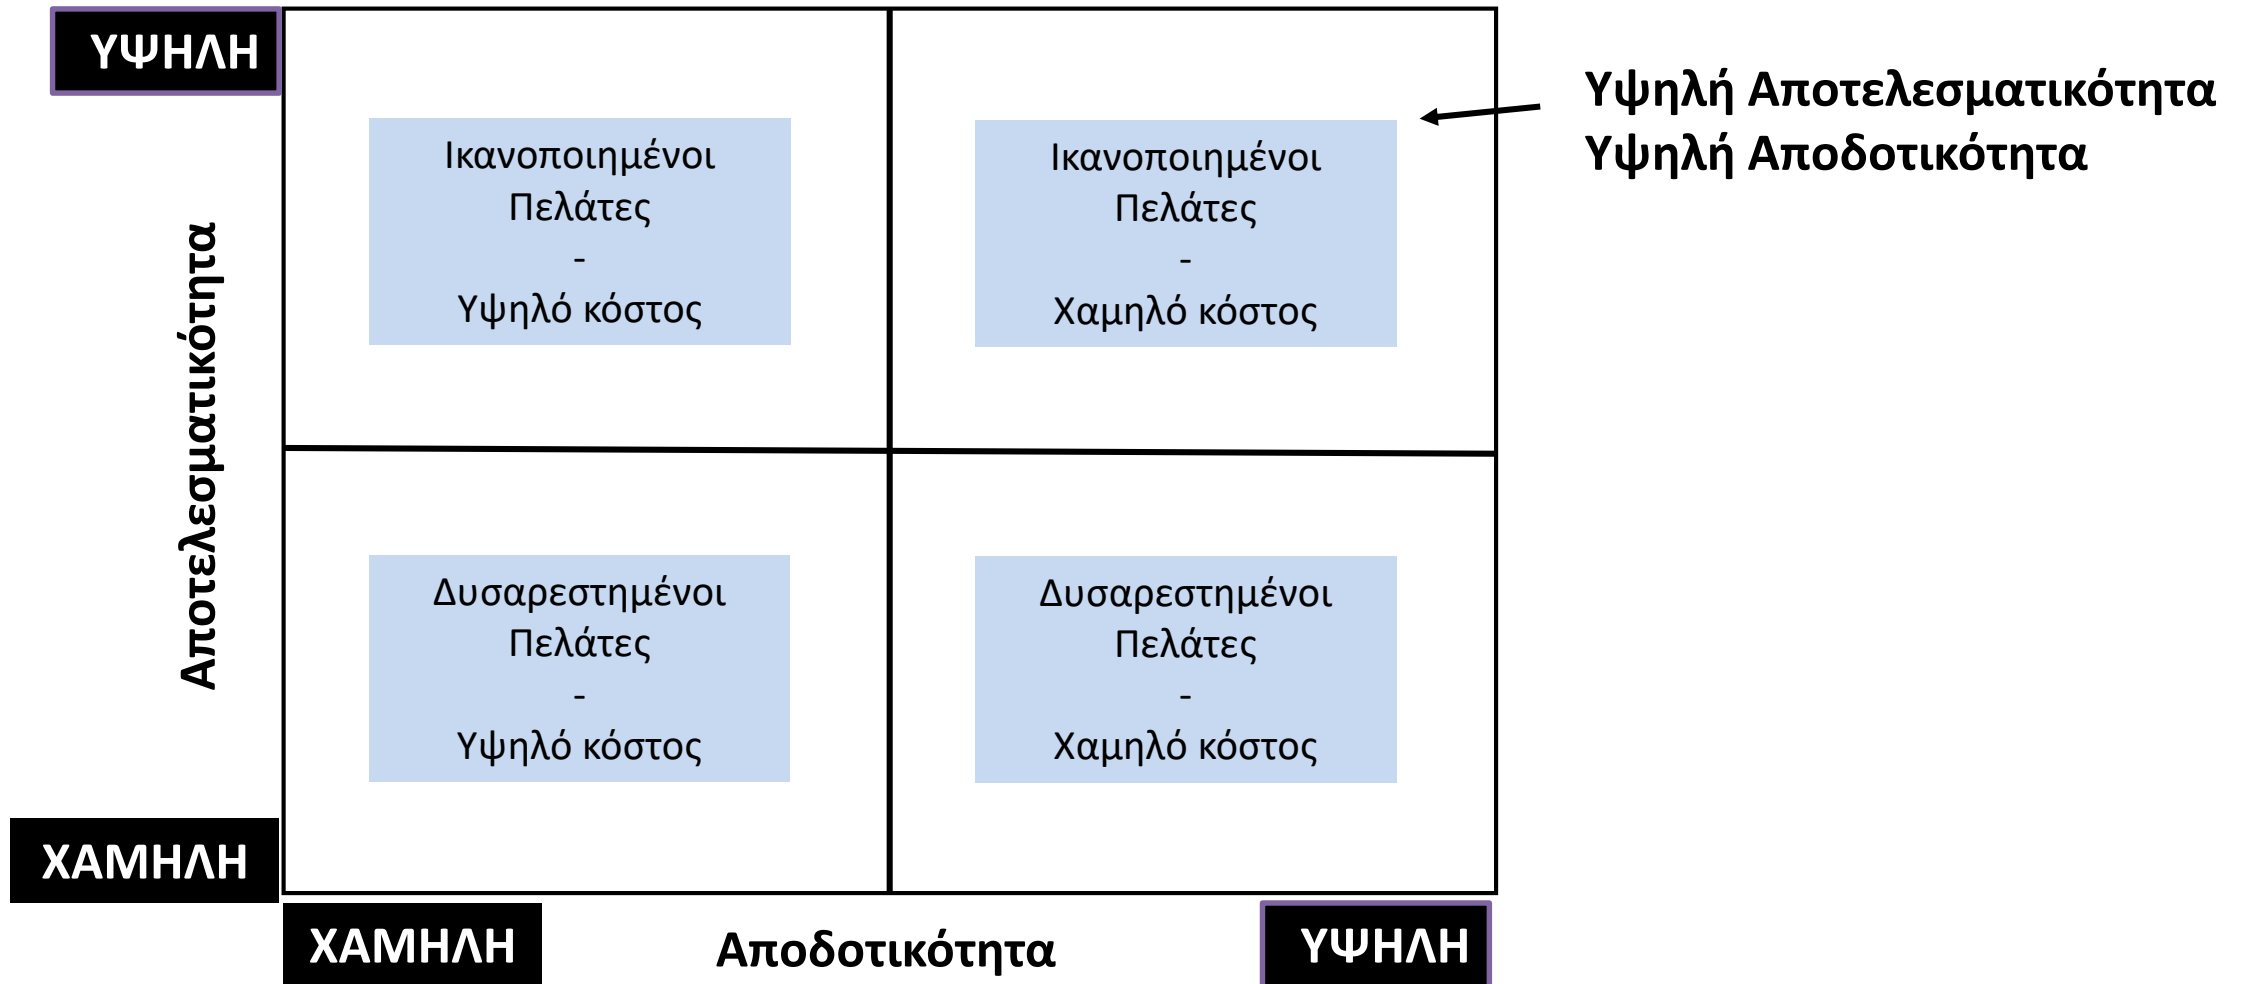 ΥΨΗΛΗ
Ικανοποιημένοι
Πελάτες
-
Υψηλό κόστος
Ικανοποιημένοι
Πελάτες
-
Χαμηλό κόστος
Υψηλή Αποτελεσματικότητα
Υψηλή Αποδοτικότητα
Αποτελεσματικότητα
Δυσαρεστημένοι
Πελάτες
-
Υψηλό κόστος
Δυσαρεστημένοι
Πελάτες
-
Χαμηλό κόστος
ΧΑΜΗΛΗ
ΧΑΜΗΛΗ
Αποδοτικότητα
ΥΨΗΛΗ